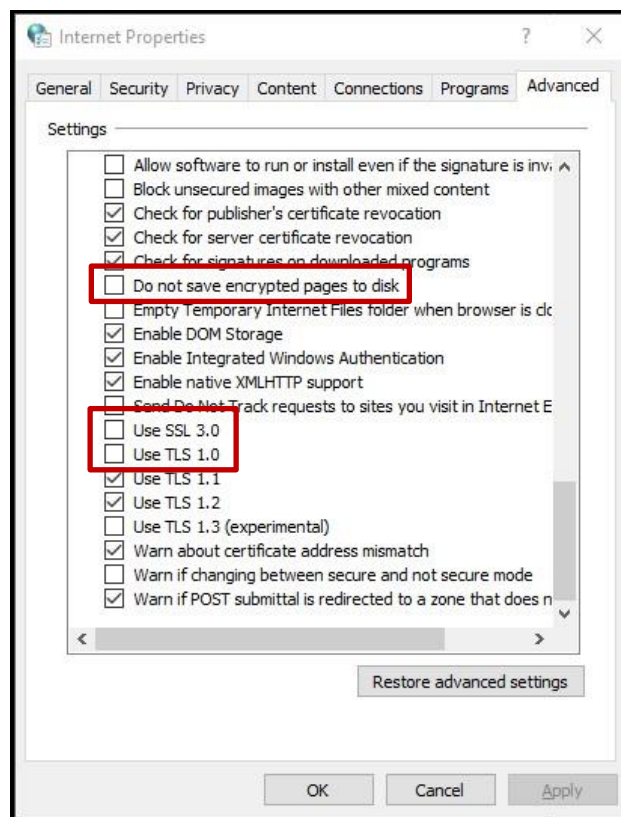 Internet Properties
General Security Privacy Content Connections Programs Advanced
Settings
Allow software to run or install even if the signature is inv
Block unsecured images with other mixed content
Check for publisher's certificate revocation
Check for server certificate revocation
Check for signatures on downloaded programs
Do not save encrypted pages to disk
Empty Temporary Internet Files folder when browser is clo
Enable DOM Storage
Enable Integrated Windows Authentication
Enable native XMLHTTP support
Send Do Not Track requests to sites you visit in Internet E
Use SSL 3.0
Use TLS 1.0
Use TLS 1.1
Use TLS 1.2
Use TLS 1.3 (experimental)
Warn about certificate address mismatch
Warn if changing between secure and not secure mode
Warn if POST submittal is redirected to a zone that does n
Restore advanced settings
OK Cancel Apply